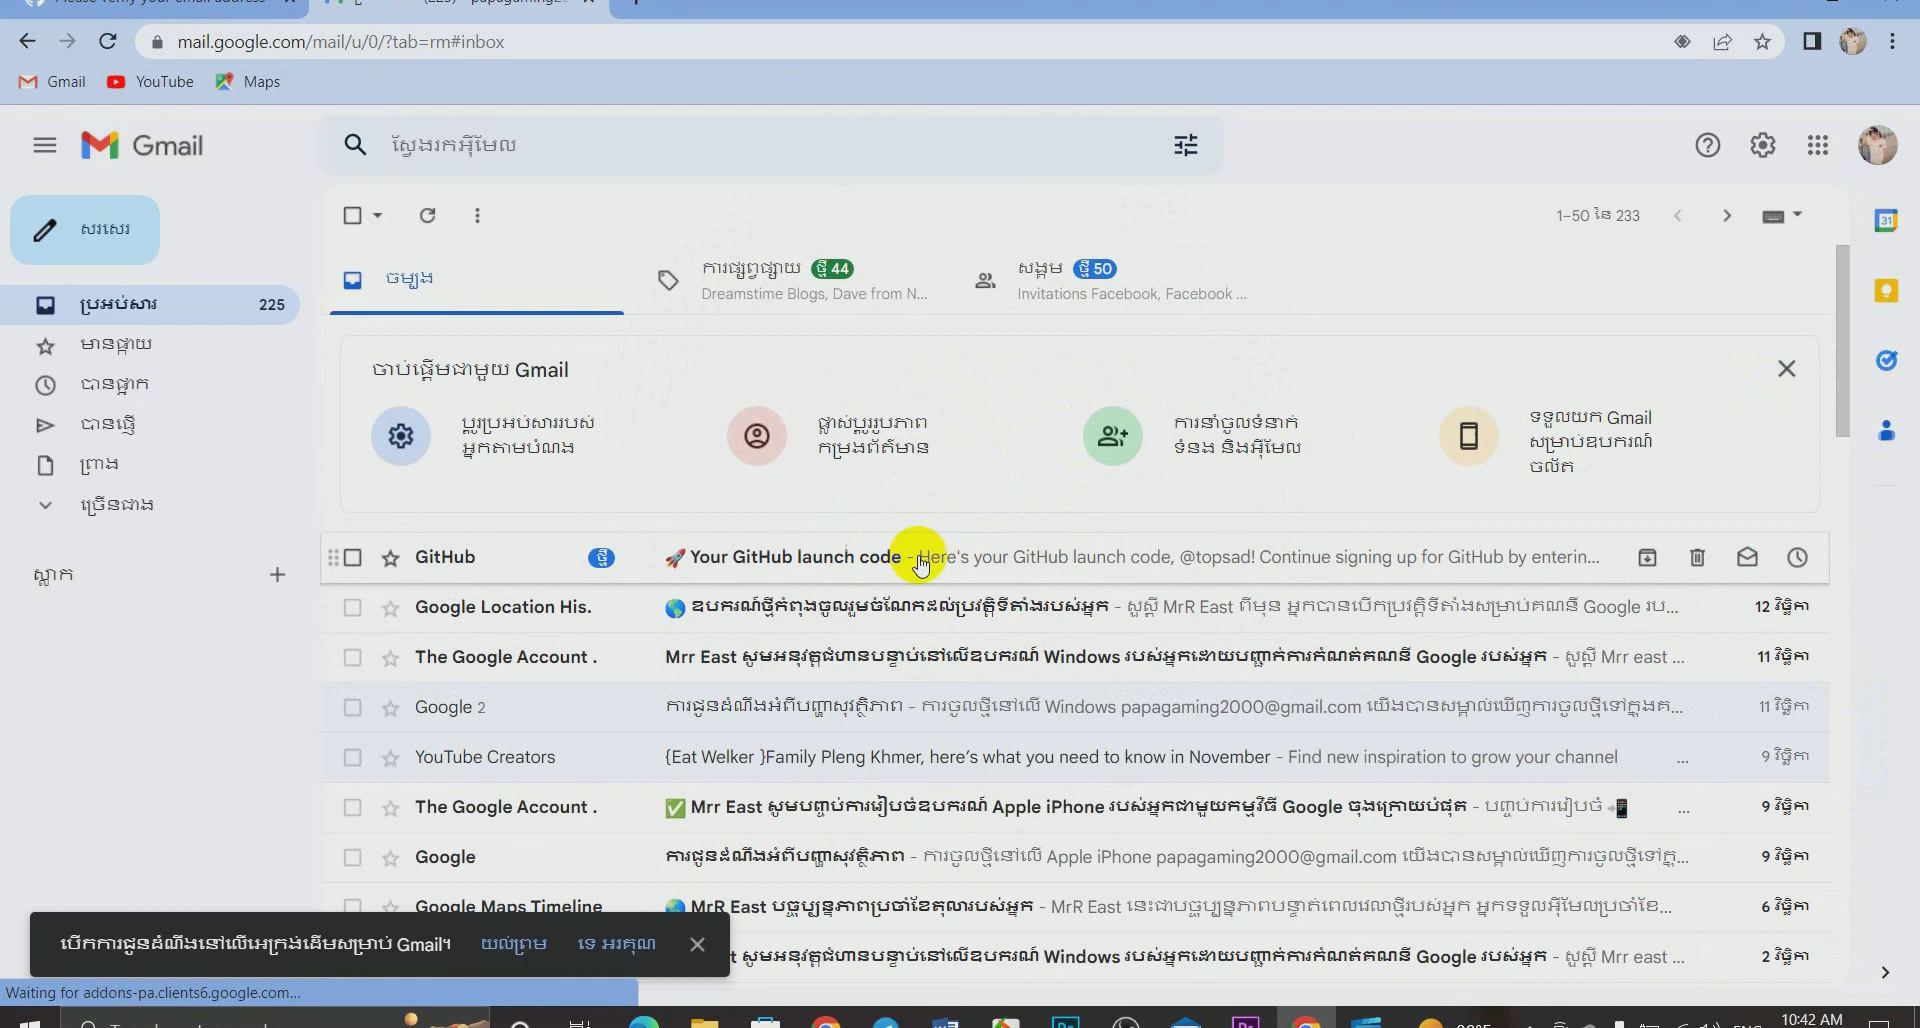 mail.google.com/mail/u/0/?tab=rm#inbox
Gmail YouTube Maps
Gmail
ស្វែងរកអ៊ីមែល
សរសេរ
1–50 នៃ 233
ចម្បង
ការផ្សព្វផ្សាយ ថ្មី 44
Dreamstime Blogs, Dave from N...
សង្គម ថ្មី 50
Invitations Facebook, Facebook ...
ប្រអប់សារ 225
មានផ្កាយ
បានផ្អាក
បានផ្ញើ
ព្រាង
ច្រើនជាង
ស្លាក
ចាប់ផ្ដើមជាមួយ Gmail
ប្ដូរប្រអប់សាររបស់
អ្នកតាមបំណង
ផ្លាស់ប្ដូររូបភាព
កម្រងព័ត៌មាន
ការនាំចូលទំនាក់
ទំនង និងអ៊ីមែល
ទទួលយក Gmail
សម្រាប់ឧបករណ៍
ចល័ត
GitHub ថ្មី 🚀 Your GitHub launch code - Here's your GitHub launch code, @topsad! Continue signing up for GitHub by enterin...
Google Location His. 🌎 ឧបករណ៍ថ្មីកំពុងចូលរួមចំណែកដល់ប្រវត្តិទីតាំងរបស់អ្នក - សួស្ដី MrR East ពីមុន អ្នកបានបើកប្រវត្តិទីតាំងសម្រាប់គណនី Google រប... 12 វិច្ឆិកា
The Google Account . Mrr East សូមអនុវត្តជំហានបន្ទាប់នៅលើឧបករណ៍ Windows របស់អ្នកដោយបញ្ជាក់ការកំណត់គណនី Google របស់អ្នក - សួស្ដី Mrr east ... 11 វិច្ឆិកា
Google 2 ការជូនដំណឹងអំពីបញ្ហាសុវត្ថិភាព - ការចូលថ្មីនៅលើ Windows papagaming2000@gmail.com យើងបានសម្គាល់ឃើញការចូលថ្មីទៅក្នុងគ... 11 វិច្ឆិកា
YouTube Creators {Eat Welker }Family Pleng Khmer, here's what you need to know in November - Find new inspiration to grow your channel ... 9 វិច្ឆិកា
The Google Account . ✅ Mrr East សូមបញ្ចប់ការរៀបចំឧបករណ៍ Apple iPhone របស់អ្នកជាមួយកម្មវិធី Google ចុងក្រោយបំផុត - បញ្ចប់ការរៀបចំ 📲 ... 9 វិច្ឆិកា
Google ការជូនដំណឹងអំពីបញ្ហាសុវត្ថិភាព - ការចូលថ្មីនៅលើ Apple iPhone papagaming2000@gmail.com យើងបានសម្គាល់ឃើញការចូលថ្មីទៅក្នុ... 9 វិច្ឆិកា
Google Maps Timeline 🌏 MrR East បច្ចុប្បន្នភាពប្រចាំខែតុលារបស់អ្នក - MrR East នេះជាបច្ចុប្បន្នភាពបន្ទាត់ពេលវេលាថ្មីរបស់អ្នក អ្នកទទួលអ៊ីមែលប្រចាំខែ... 6 វិច្ឆិកា
t សូមអនុវត្តជំហានបន្ទាប់នៅលើឧបករណ៍ Windows របស់អ្នកដោយបញ្ជាក់ការកំណត់គណនី Google របស់អ្នក - សួស្ដី Mrr east ... 2 វិច្ឆិកា
បើកការជូនដំណឹងនៅលើអេក្រង់ដើមសម្រាប់ Gmail។ យល់ព្រម ទេ អរគុណ
Waiting for addons-pa.clients6.google.com...
10:42 AM